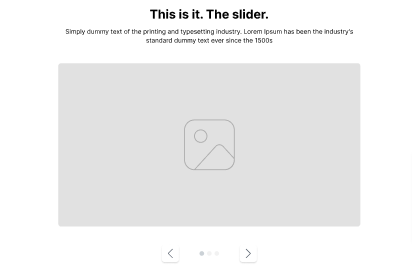 This is it. The slider.
Simply dummy text of the printing and typesetting industry. Lorem Ipsum has been the industry's
standard dummy text ever since the 1500s